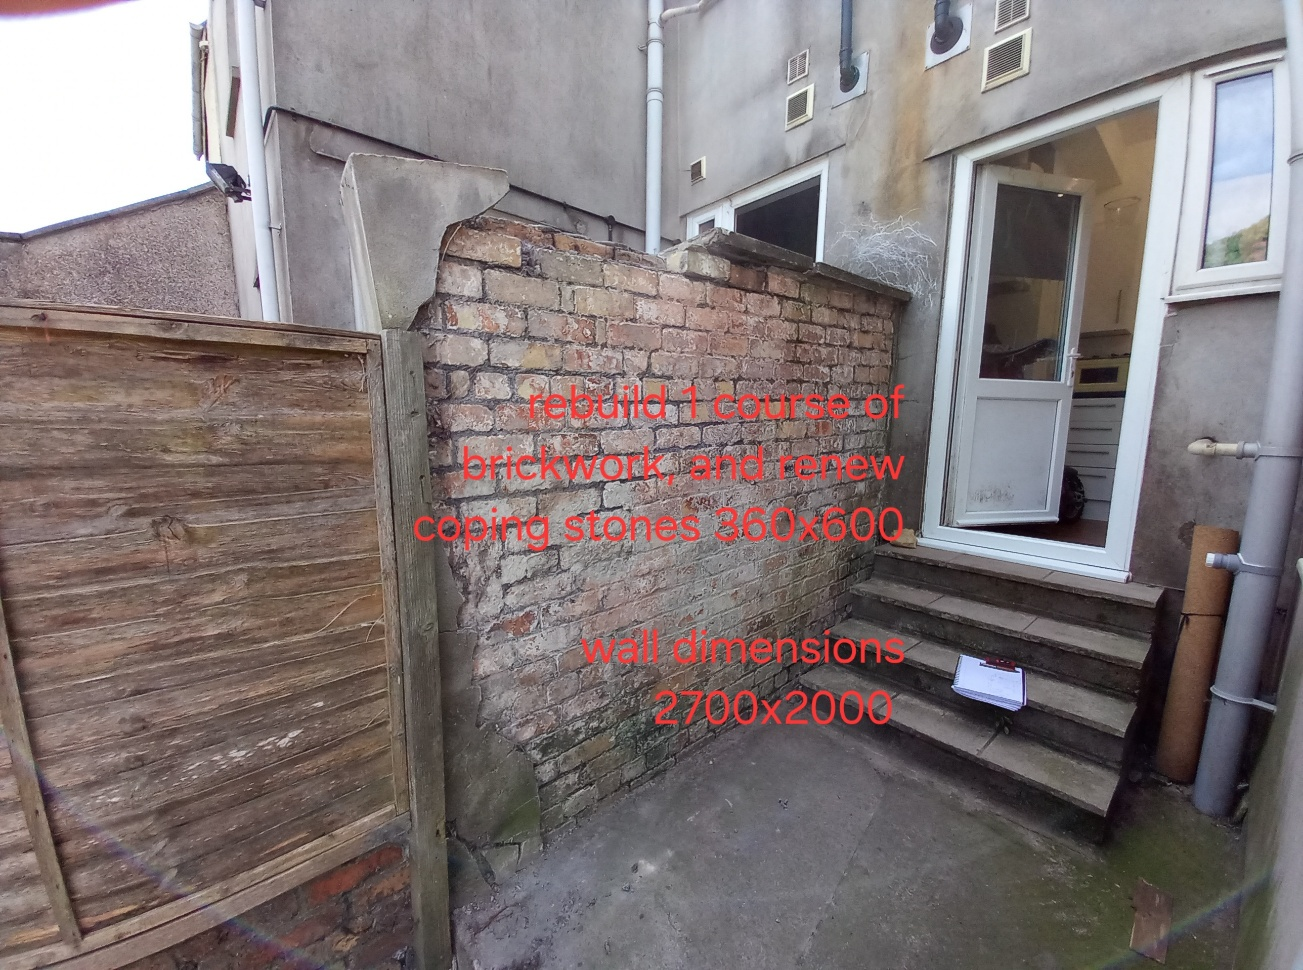 rebuild 1 course of
brickwork, and renew
coping stones 360x600
wall dimensions
2700x2000